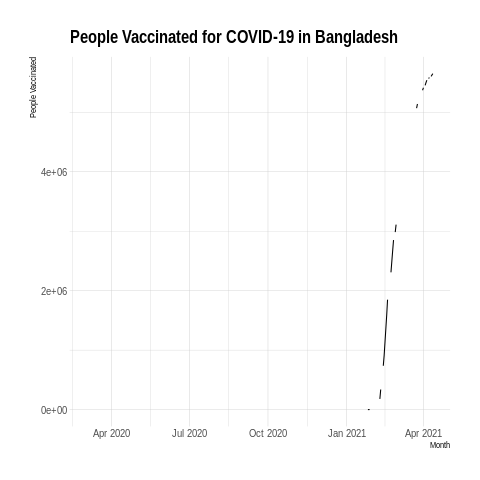 People Vaccinated for COVID-19 in Bangladesh
People Vaccinated
4e+06
2e+06
0e+00
Apr 2020 Jul 2020 Oct 2020 Jan 2021 Apr 2021
Month